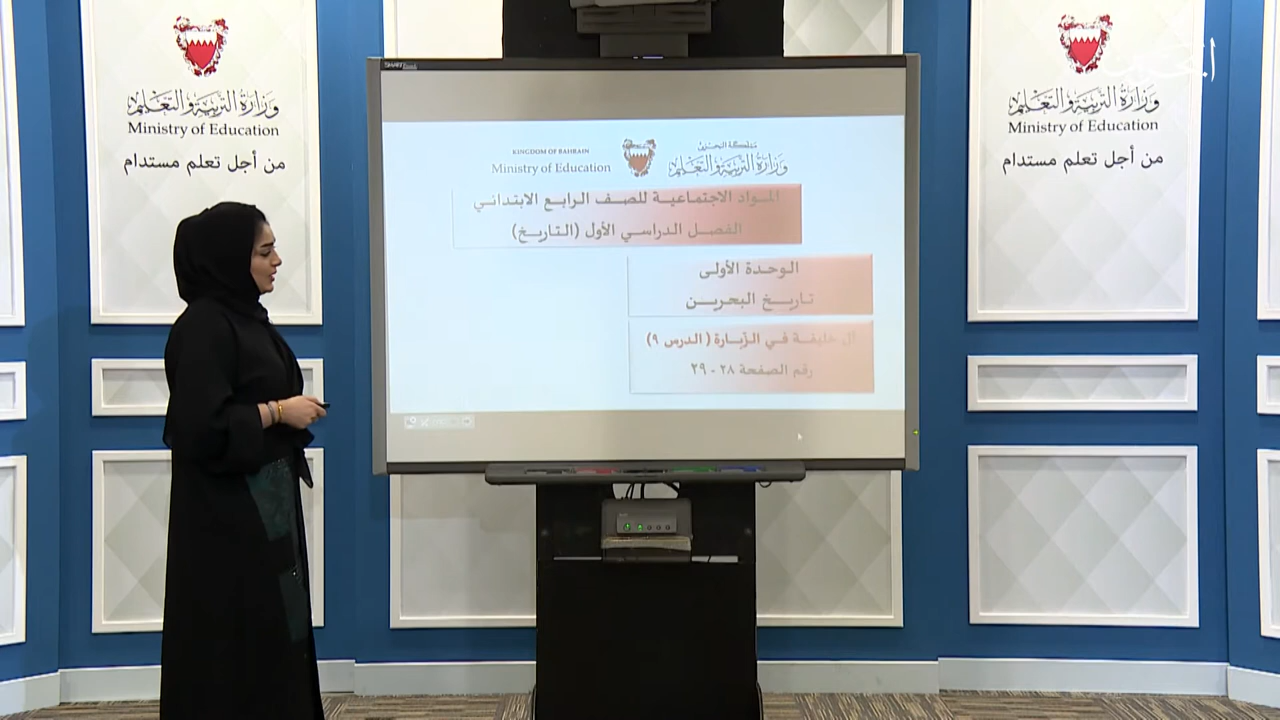 وزارة التربية والتعليم
Ministry of Education
من أجل تعلم مستدام
SMART
KINGDOM OF BAHRAIN
Ministry of Education
مملكة البحرين
وزارة التربية والتعليم
المواد الاجتماعية للصف الرابع الابتدائي
الفصل الدراسي الأول (التاريخ)
الوحدة الأولى
تاريخ البحرين
آل خليفة في الزبارة ( الدرس ٩)
رقم الصفحة ٢٨ - ٢٩
وزارة التربية والتعليم
Ministry of Education
من أجل تعلم مستدام